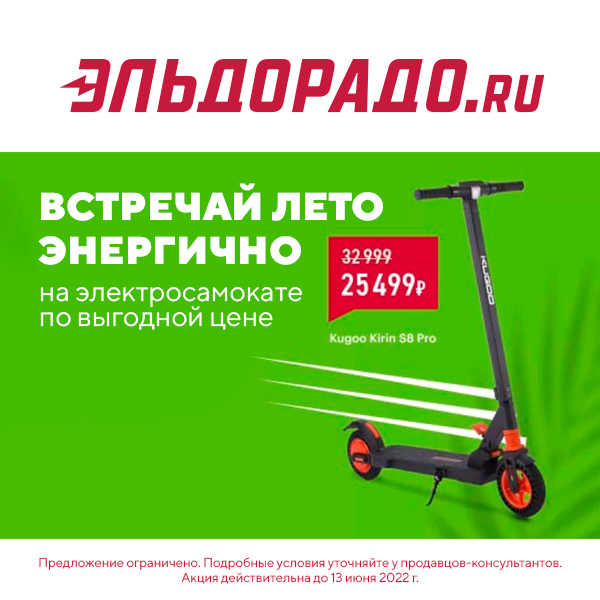 ЭЛЬДОРАДО.RU
ВСТРЕЧАЙ ЛЕТО
ЭНЕРГИЧНО
на электросамокате
по выгодной цене
32 999
25 499₽
Kugoo Kirin S8 Pro
KUGOO
Предложение ограничено. Подробные условия уточняйте у продавцов-консультантов.
Акция действительна до 13 июня 2022 г.